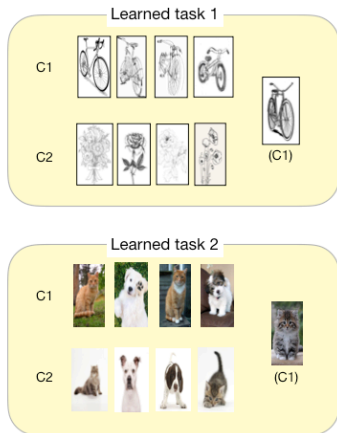 Learned task 1
C1
C2
(C1)
Learned task 2
C1
C2
(C1)